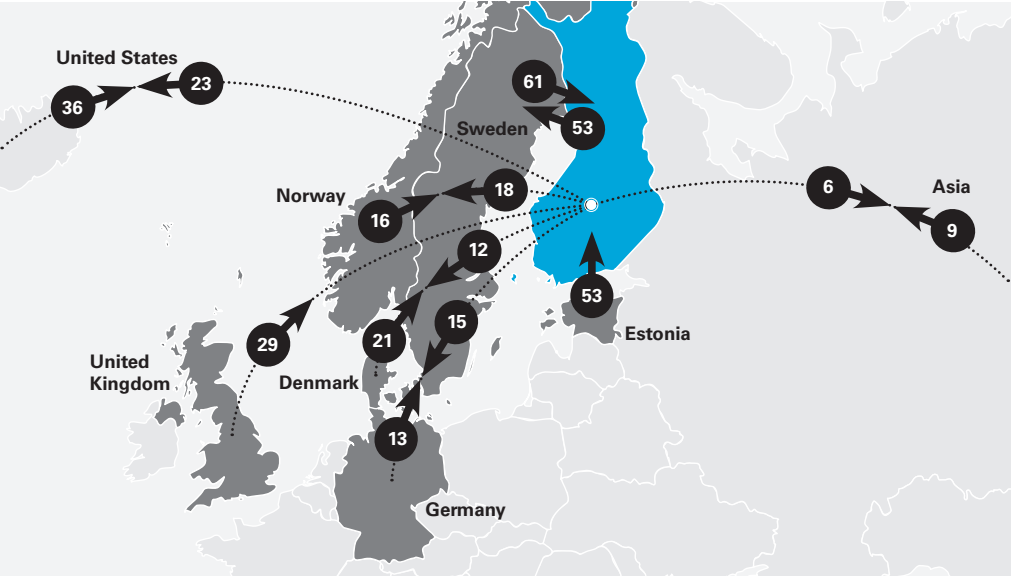 United States
36
23
61
Sweden
53
Norway
16
18
6
Asia
9
12
53
Estonia
15
29
21
United
Kingdom
Denmark
13
Germany